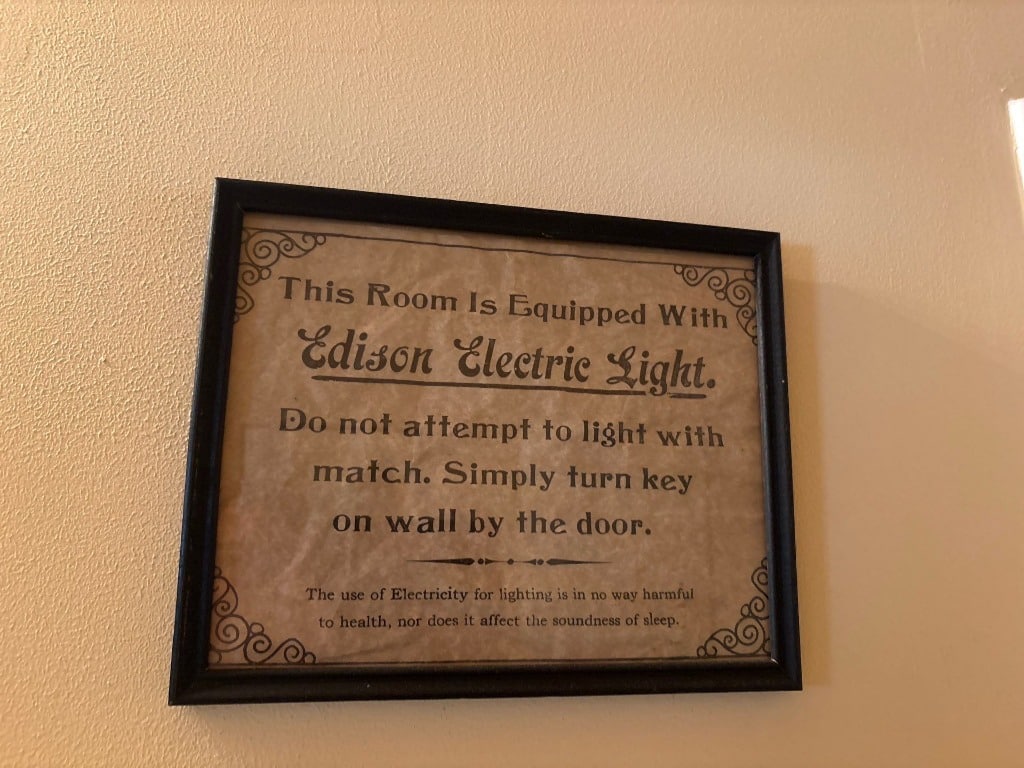 This Room Is Equipped With
Edison Electric Light.
Do not attempt to light with
match. Simply turn key
on wall by the door.
The use of Electricity for lighting is in no way harmful
to health, nor does it affect the soundness of sleep.